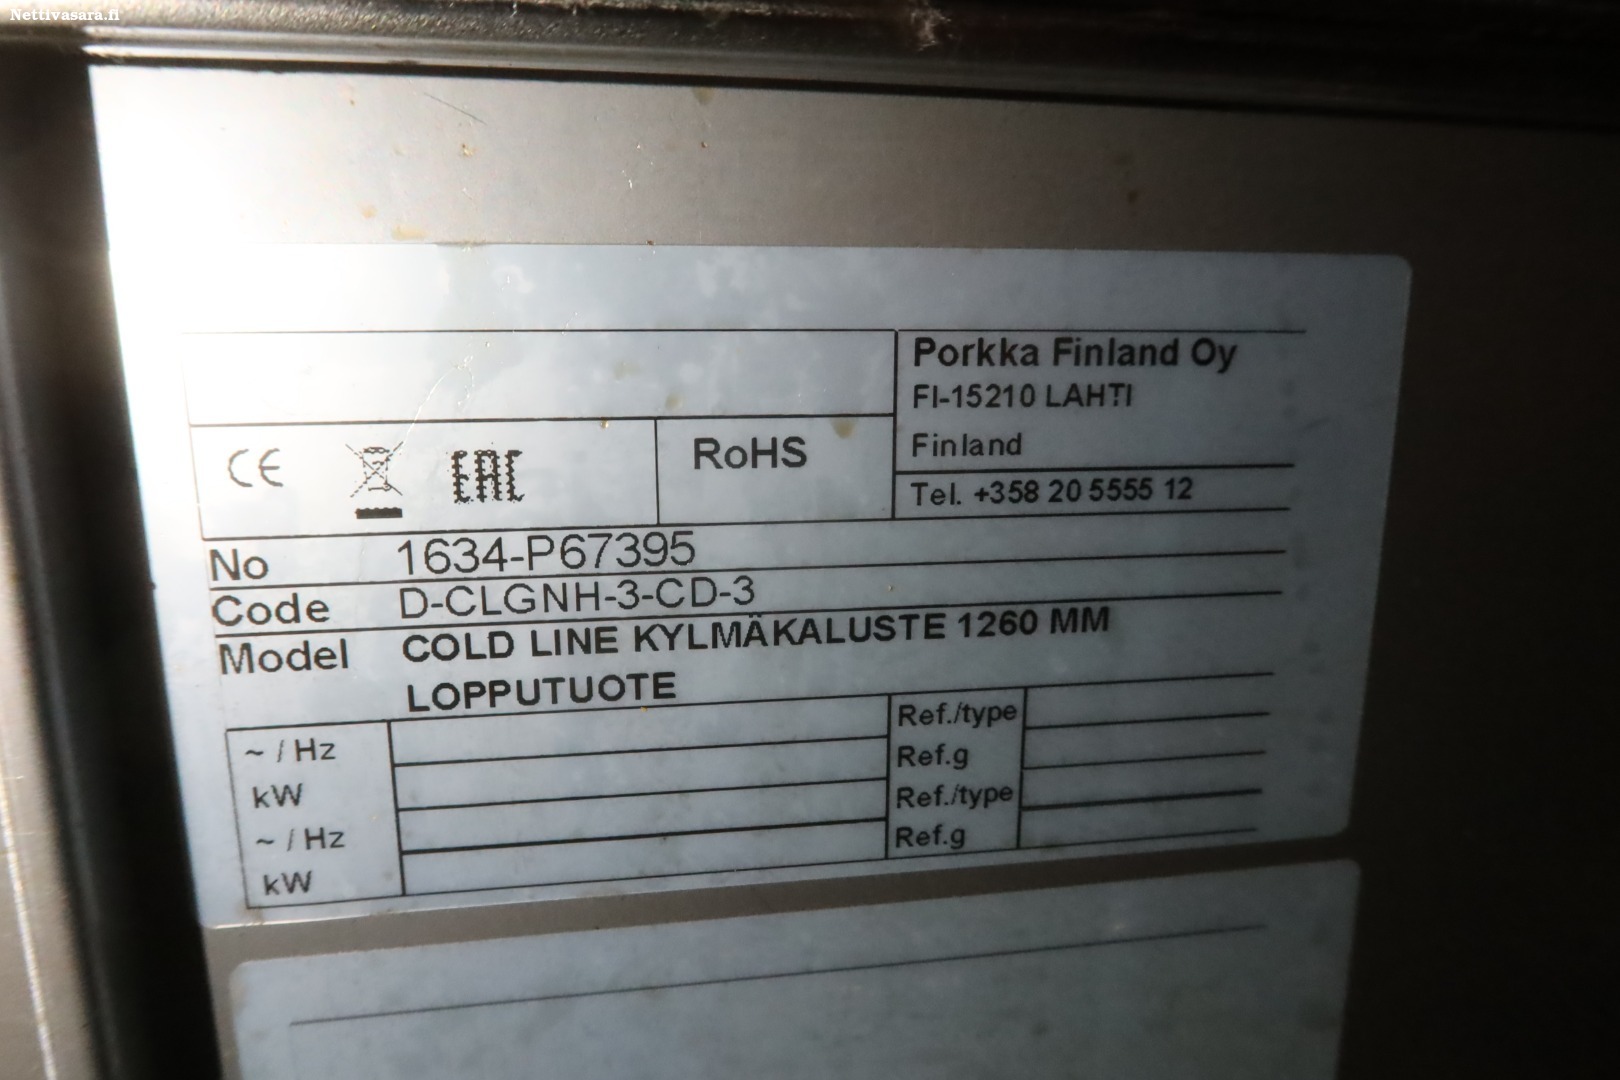 Nettivasara.fi
Porkka Finland Oy
FI-15210 LAHTI
Finland
Tel. +358 20 5555 12
CE EAC RoHS
No 1634-P67395
Code D-CLGNH-3-CD-3
Model COLD LINE KYLMÄKALUSTE 1260 MM
LOPPUTUOTE
~ / Hz
kW
~ / Hz
kW
Ref./type
Ref.g
Ref./type
Ref.g